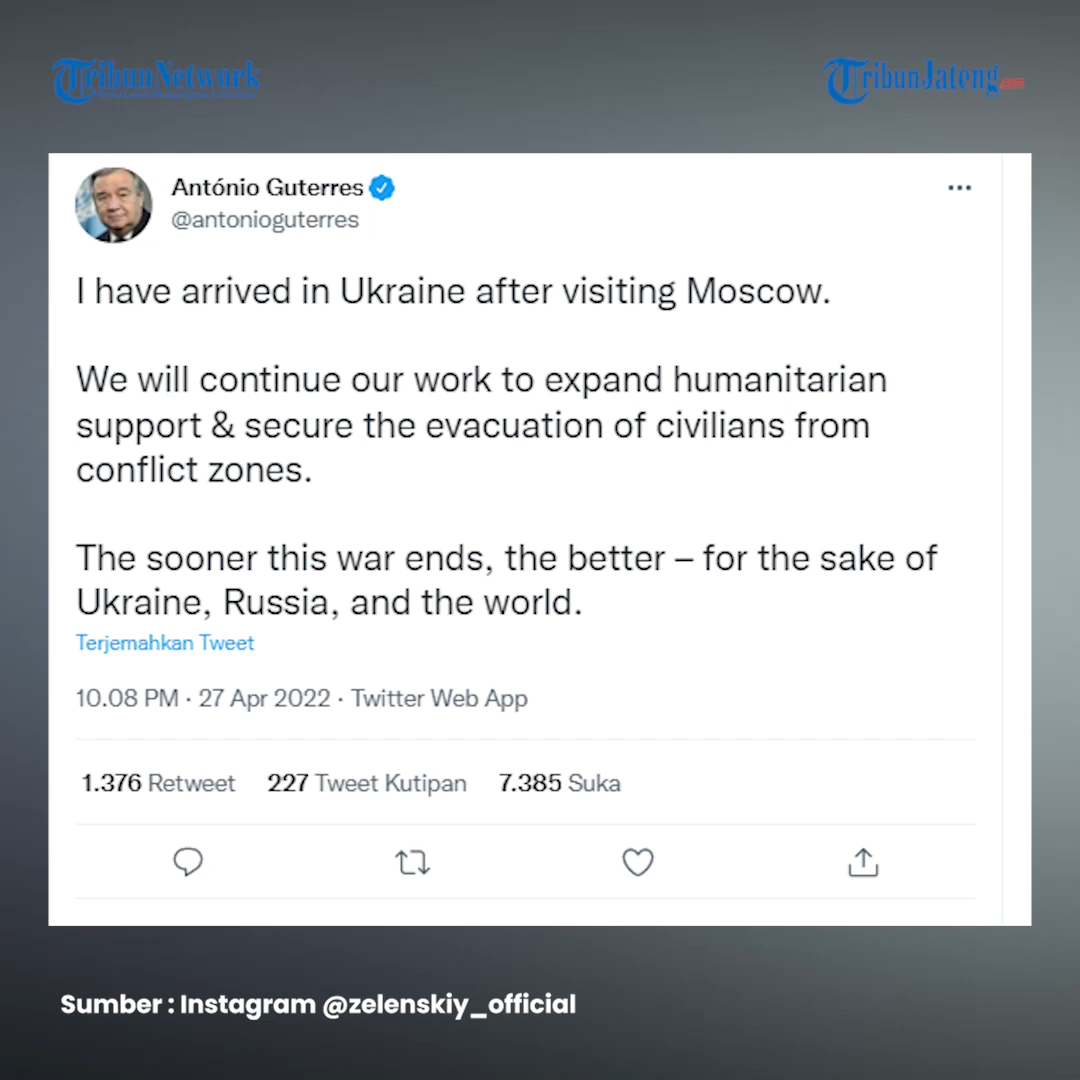 Tribun Network
TribunJateng.com
António Guterres
@antonioguterres
I have arrived in Ukraine after visiting Moscow.
We will continue our work to expand humanitarian
support & secure the evacuation of civilians from
conflict zones.
The sooner this war ends, the better – for the sake of
Ukraine, Russia, and the world.
Terjemahkan Tweet
10.08 PM · 27 Apr 2022 · Twitter Web App
1.376 Retweet 227 Tweet Kutipan 7.385 Suka
Sumber : Instagram @zelenskiy_official